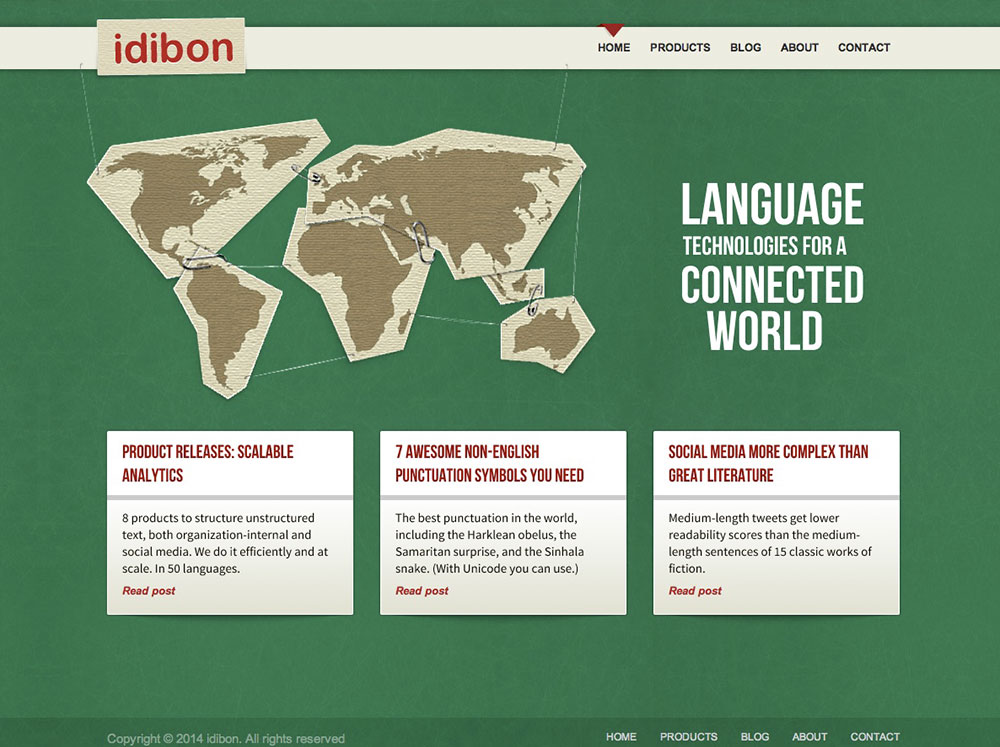 idibon
HOME PRODUCTS BLOG ABOUT CONTACT
LANGUAGE
TECHNOLOGIES FOR A
CONNECTED
WORLD
PRODUCT RELEASES: SCALABLE
ANALYTICS
8 products to structure unstructured
text, both organization-internal and
social media. We do it efficiently and at
scale. In 50 languages.
Read post
7 AWESOME NON-ENGLISH
PUNCTUATION SYMBOLS YOU NEED
The best punctuation in the world,
including the Harklean obelus, the
Samaritan surprise, and the Sinhala
snake. (With Unicode you can use.)
Read post
SOCIAL MEDIA MORE COMPLEX THAN
GREAT LITERATURE
Medium-length tweets get lower
readability scores than the medium-
length sentences of 15 classic works of
fiction.
Read post
Copyright © 2014 idibon. All rights reserved
HOME PRODUCTS BLOG ABOUT CONTACT